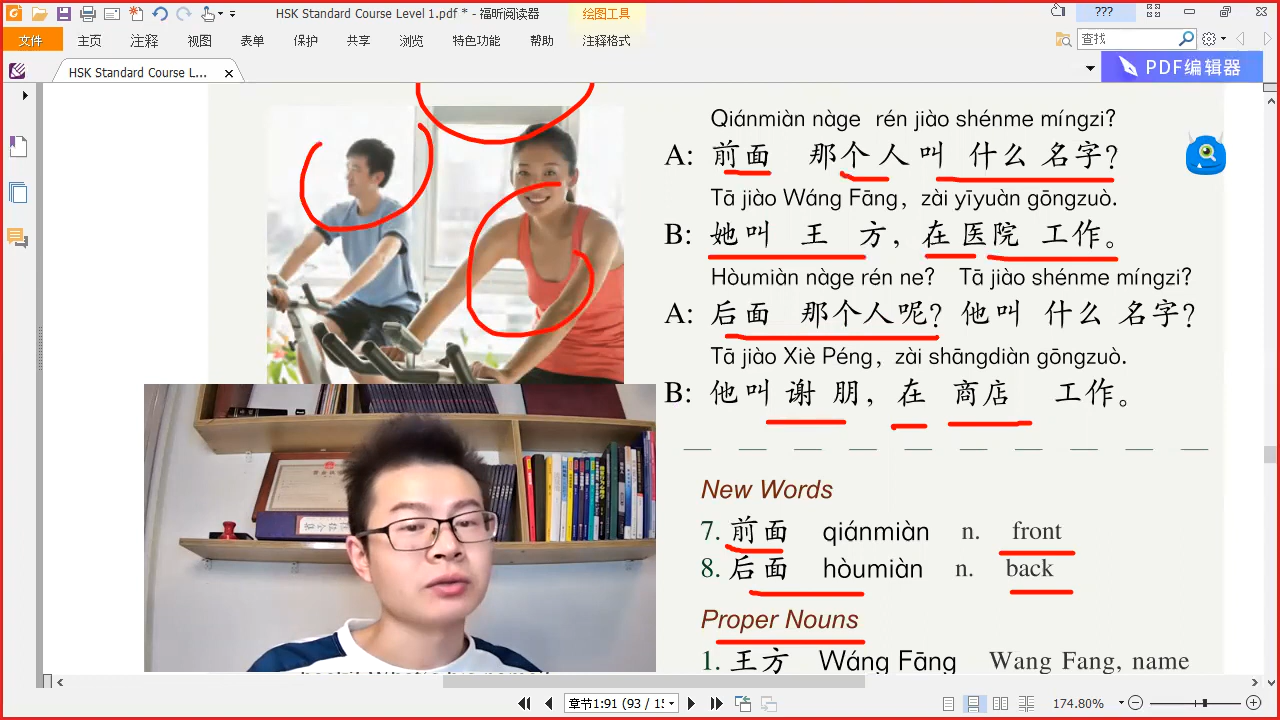 HSK Standard Course Level 1.pdf * - 福昕阅读器
绘图工具
???
文件 主页 注释 视图 表单 保护 共享 浏览 特色功能 帮助 注释格式
查找
HSK Standard Course L...
PDF编辑器
Qiánmiàn nàge rén jiào shénme míngzi?
A: 前面 那个人叫 什么 名字?
Tā jiào Wáng Fāng, zài yīyuàn gōngzuò.
B: 她叫 王 方, 在医院 工作。
Hòumiàn nàge rén ne? Tā jiào shénme míngzi?
A: 后面 那个人呢? 他叫 什么 名字?
Tā jiào Xiè Péng, zài shāngdiàn gōngzuò.
B: 他叫 谢 朋, 在 商店 工作。
New Words
7. 前面 qiánmiàn n. front
8. 后面 hòumiàn n. back
Proper Nouns
1. 王方 Wáng Fāng Wang Fang, name
章节1:91 (93 / 15
174.80%